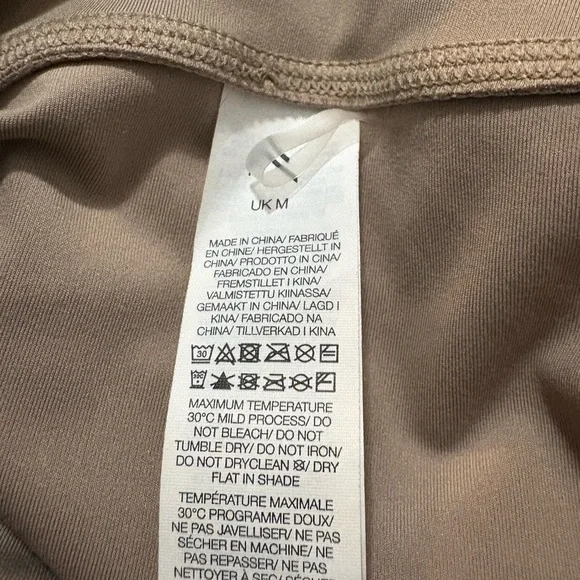 UK M
MADE IN CHINA/ FABRIQUÉ
EN CHINE/ HERGESTELLT IN
CHINA/ PRODOTTO IN CINA/
FABRICADO EN CHINA/
FREMSTILLET I KINA/
VALMISTETTU KIINASSA/
GEMAAKT IN CHINA/ LAGD I
KINA/ FABRICADO NA
CHINA/ TILLVERKAD I KINA
30
30C
MAXIMUM TEMPERATURE
30°C MILD PROCESS/ DO
NOT BLEACH/ DO NOT
TUMBLE DRY/ DO NOT IRON/
DO NOT DRYCLEAN / DRY
FLAT IN SHADE
TEMPÉRATURE MAXIMALE
30°C PROGRAMME DOUX/
NE PAS JAVELLISER/ NE PAS
SÉCHER EN MACHINE/ NE
PAS REPASSER/ NE PAS
NETTOYER À SEC/ SÉCHER